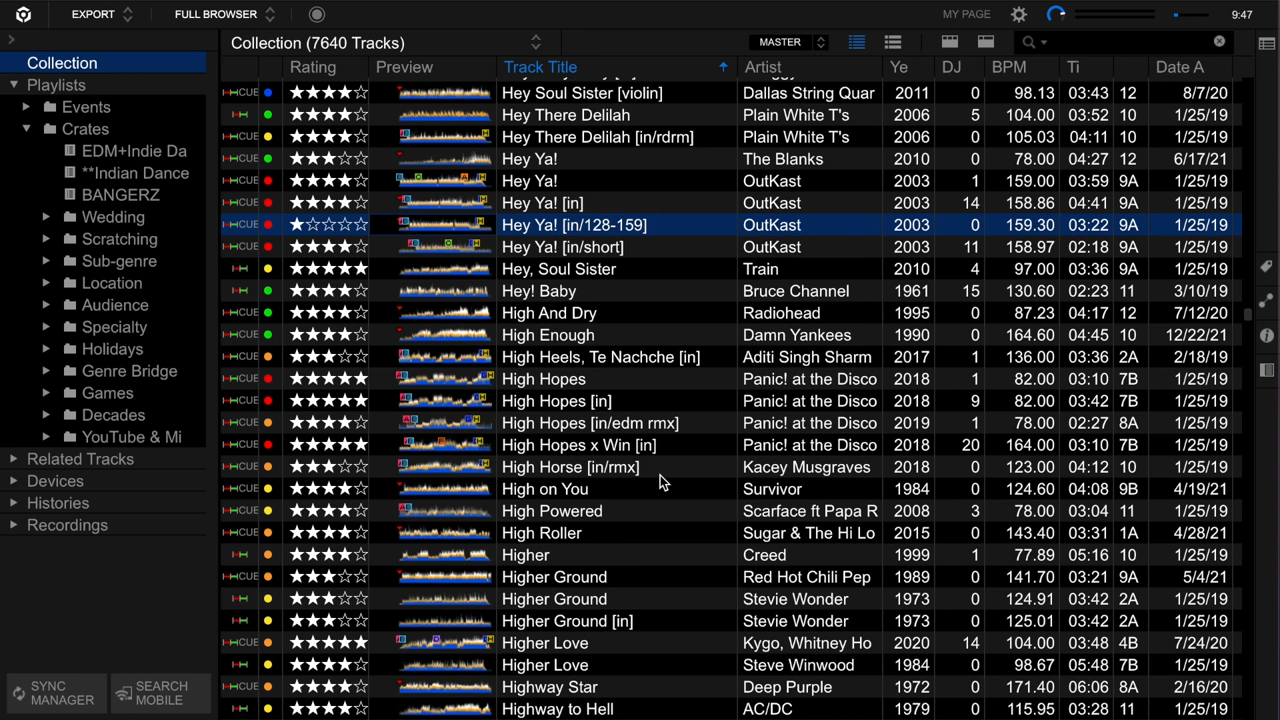 EXPORT FULL BROWSER MY PAGE 9:47
Collection (7640 Tracks) MASTER
Rating Preview Track Title Artist Ye DJ BPM Ti Date A
Collection
Playlists
Events
Crates
EDM+Indie Da
**Indian Dance
BANGERZ
Wedding
Scratching
Sub-genre
Location
Audience
Specialty
Holidays
Genre Bridge
Games
Decades
YouTube & Mi
Related Tracks
Devices
Histories
Recordings
SYNC MANAGER
SEARCH MOBILE
CUE Hey Soul Sister [violin] Dallas String Quar 2011 0 98.13 03:43 12 8/7/20
Hey There Delilah Plain White T's 2006 5 104.00 03:52 10 1/25/19
CUE Hey There Delilah [in/rdrm] Plain White T's 2006 0 105.03 04:11 10 1/25/19
CUE Hey Ya! The Blanks 2010 0 78.00 04:27 12 6/17/21
CUE Hey Ya! OutKast 2003 1 159.00 03:59 9A 1/25/19
CUE Hey Ya! [in] OutKast 2003 14 158.86 04:41 9A 1/25/19
CUE Hey Ya! [in/128-159] OutKast 2003 0 159.30 03:22 9A 1/25/19
CUE Hey Ya! [in/short] OutKast 2003 11 158.97 02:18 9A 1/25/19
Hey, Soul Sister Train 2010 4 97.00 03:36 9A 1/25/19
Hey! Baby Bruce Channel 1961 15 130.60 02:23 11 3/10/19
CUE High And Dry Radiohead 1995 0 87.23 04:17 12 7/12/20
CUE High Enough Damn Yankees 1990 0 164.60 04:45 10 12/22/21
CUE High Heels, Te Nachche [in] Aditi Singh Sharm 2017 1 136.00 03:36 2A 2/18/19
CUE High Hopes Panic! at the Disco 2018 1 82.00 03:10 7B 1/25/19
CUE High Hopes [in] Panic! at the Disco 2018 9 82.00 03:42 7B 1/25/19
CUE High Hopes [in/edm rmx] Panic! at the Disco 2019 1 78.00 02:27 8A 1/25/19
CUE High Hopes x Win [in] Panic! at the Disco 2018 20 164.00 03:10 7B 1/25/19
CUE High Horse [in/rmx] Kacey Musgraves 2018 0 123.00 04:12 10 1/25/19
CUE High on You Survivor 1984 0 124.60 04:08 9B 4/19/21
CUE High Powered Scarface ft Papa R 2008 3 78.00 03:04 11 1/25/19
CUE High Roller Sugar & The Hi Lo 2015 0 143.40 03:31 1A 4/28/21
Higher Creed 1999 1 77.89 05:16 10 1/25/19
CUE Higher Ground Red Hot Chili Pep 1989 0 141.70 03:21 9A 5/4/21
CUE Higher Ground Stevie Wonder 1973 0 124.91 03:42 2A 1/25/19
Higher Ground [in] Stevie Wonder 1973 0 125.01 03:42 2A 1/25/19
CUE Higher Love Kygo, Whitney Ho 2020 14 104.00 03:48 4B 7/24/20
Higher Love Steve Winwood 1984 0 98.67 05:48 7B 1/25/19
CUE Highway Star Deep Purple 1972 0 171.40 06:06 8A 2/16/20
Highway to Hell AC/DC 1979 0 115.95 03:28 11 1/25/19